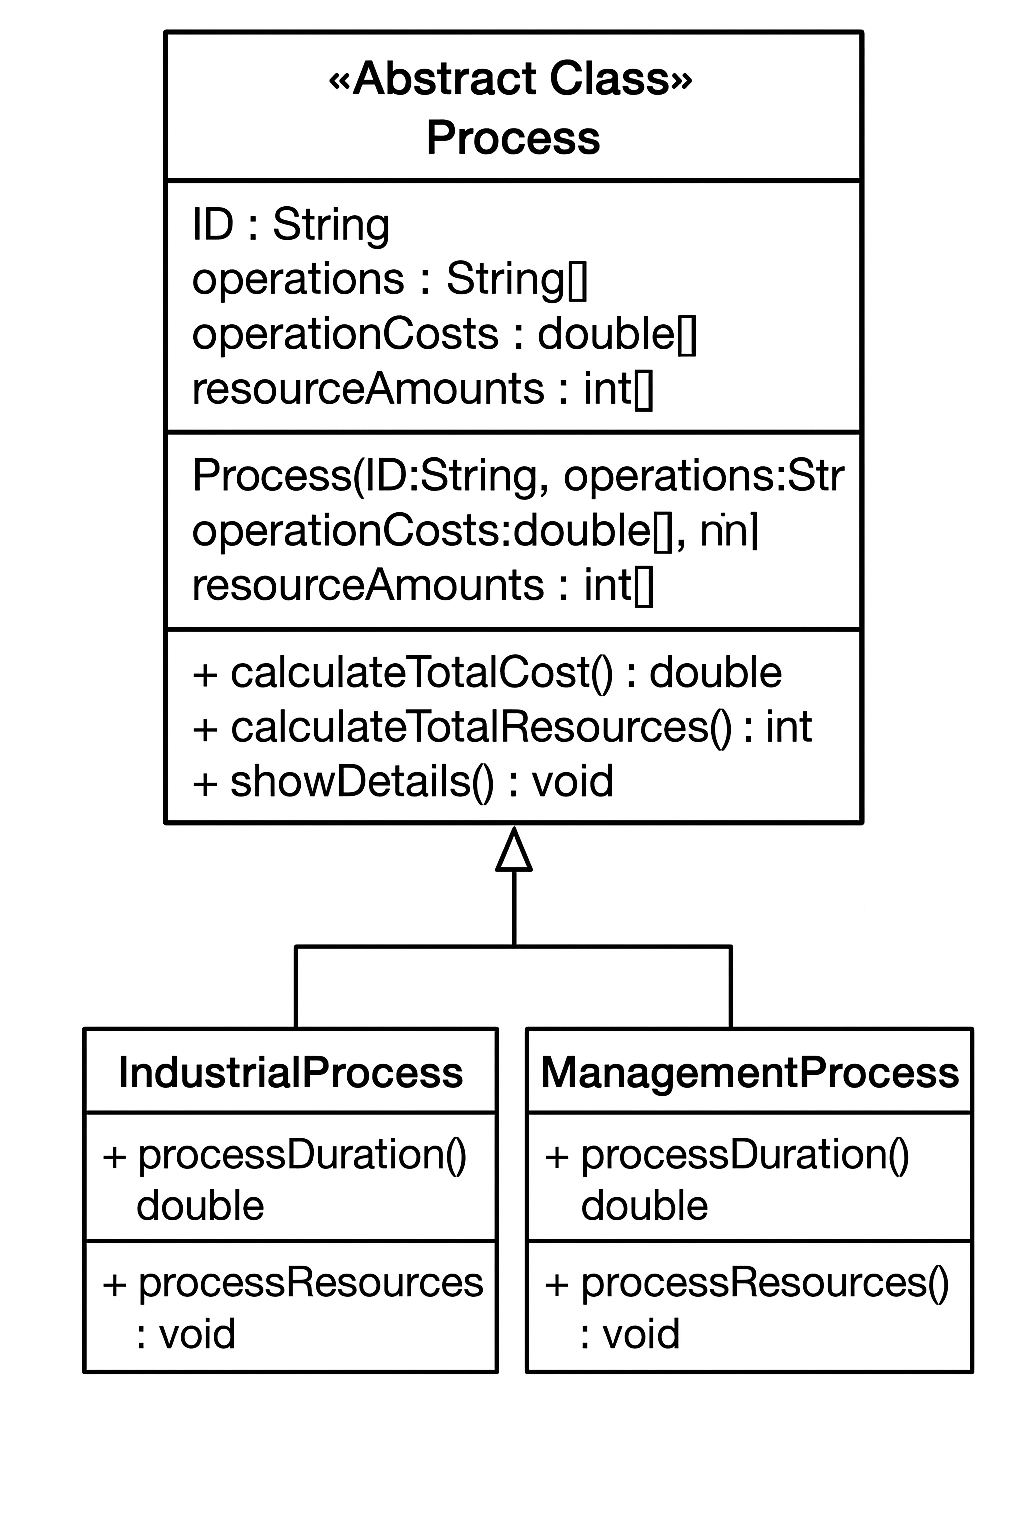 «Abstract Class»
Process
ID : String
operations : String[]
operationCosts : double[]
resourceAmounts : int[]
Process(ID:String, operations:Str
operationCosts:double[],
resourceAmounts : int[]
+ calculateTotalCost() : double
+ calculateTotalResources() : int
+ showDetails() : void
IndustrialProcess
+ processDuration()
double
+ processResources
: void
ManagementProcess
+ processDuration()
double
+ processResources()
: void